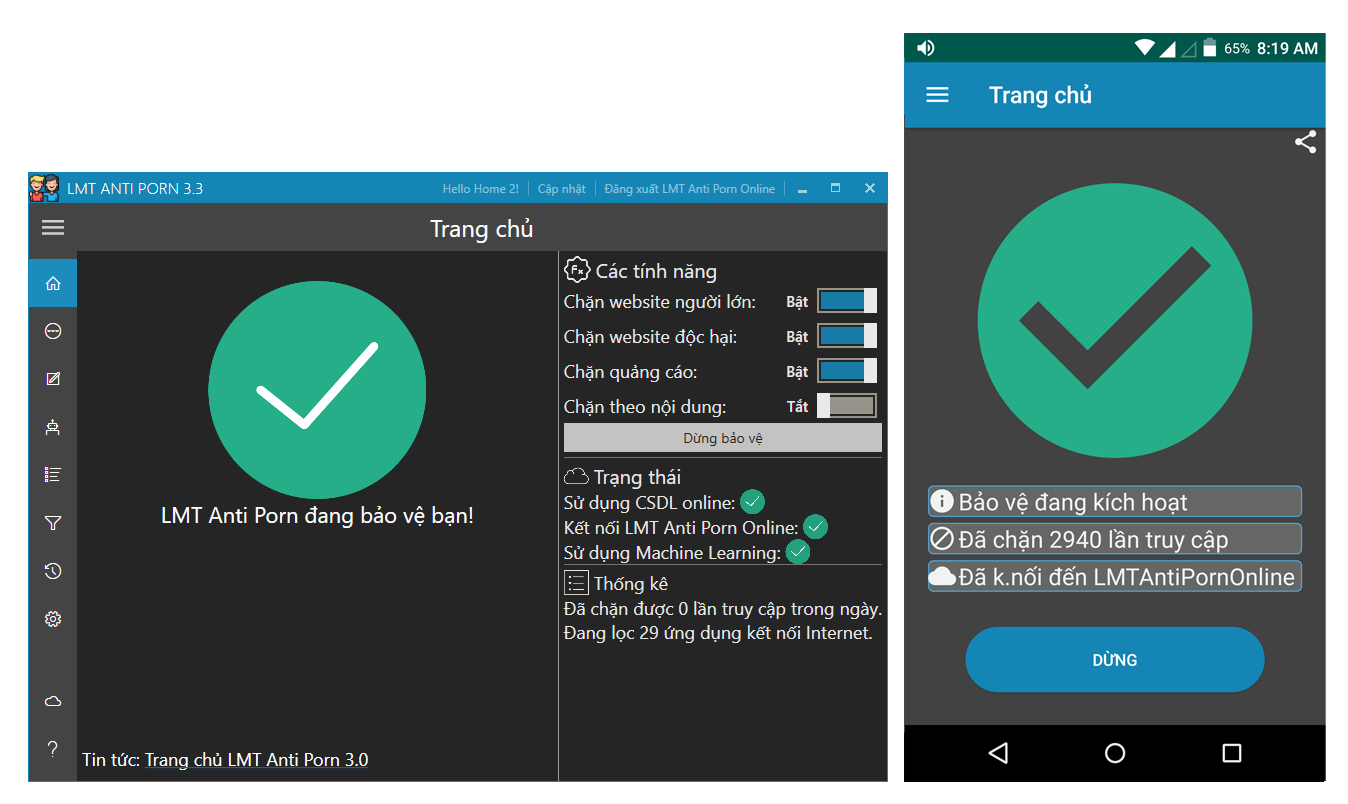 LMT ANTI PORN 3.3
Hello Home 2!
Cập nhật
Đăng xuất LMT Anti Porn Online
Trang chủ
LMT Anti Porn đang bảo vệ bạn!
Tin tức: Trang chủ LMT Anti Porn 3.0
Fx Các tính năng
Chặn website người lớn: Bật
Chặn website độc hại: Bật
Chặn quảng cáo: Bật
Chặn theo nội dung: Tắt
Dừng bảo vệ
Trạng thái
Sử dụng CSDL online:
Kết nối LMT Anti Porn Online:
Sử dụng Machine Learning:
Thống kê
Đã chặn được 0 lần truy cập trong ngày.
Đang lọc 29 ứng dụng kết nối Internet.
65% 8:19 AM
Trang chủ
Bảo vệ đang kích hoạt
Đã chặn 2940 lần truy cập
Đã k.nối đến LMTAntiPornOnline
DỪNG